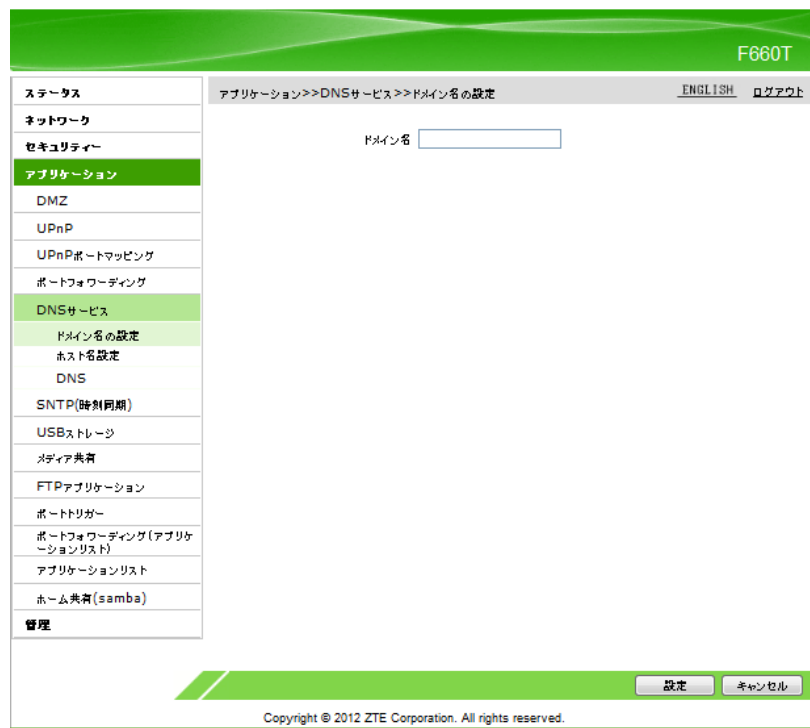 F660T
ステータス
ネットワーク
セキュリティー
アプリケーション
DMZ
UPnP
UPnPポートマッピング
ポートフォワーディング
DNSサービス
ドメイン名の設定
ホスト名設定
DNS
SNTP(時刻同期)
USBストレージ
メディア共有
FTPアプリケーション
ポートトリガー
ポートフォワーディング(アプリケ
ーションリスト)
アプリケーションリスト
ホーム共有(samba)
管理
アプリケーション>>DNSサービス>>ドメイン名の設定
ENGLISH ログアウト
ドメイン名
設定 キャンセル
Copyright © 2012 ZTE Corporation. All rights reserved.